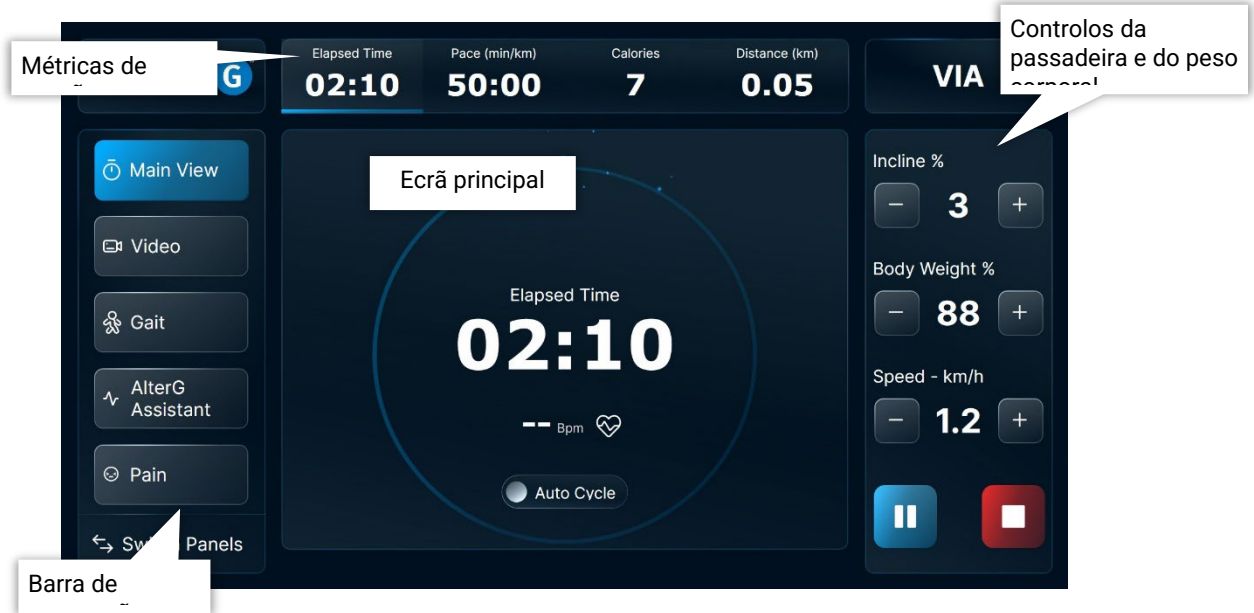 Controlos da
passadeira e do peso
Métricas de
G
Elapsed Time
02:10
Pace (min/km)
50:00
Calories
7
Distance (km)
0.05
VIA
Main View
Video
Gait
AlterG
Assistant
Pain
Panels
Barra de
Ecrã principal
Elapsed Time
02:10
-- Bpm
Auto Cycle
Incline %
− 3 +
Body Weight %
− 88 +
Speed - km/h
− 1.2 +